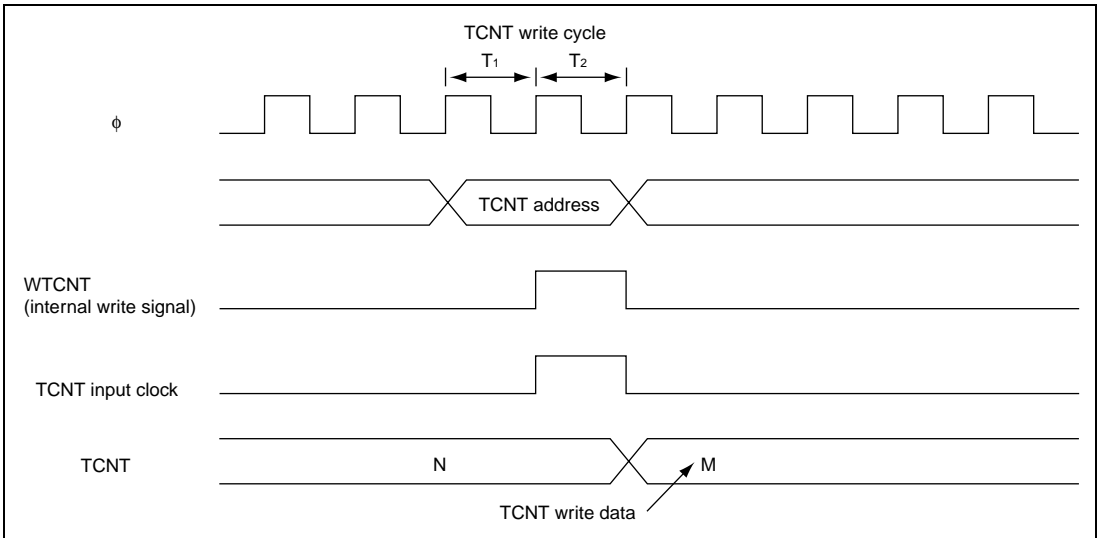 TCNT write cycle
T1 T2
ϕ
TCNT address
WTCNT
(internal write signal)
TCNT input clock
TCNT N M
TCNT write data